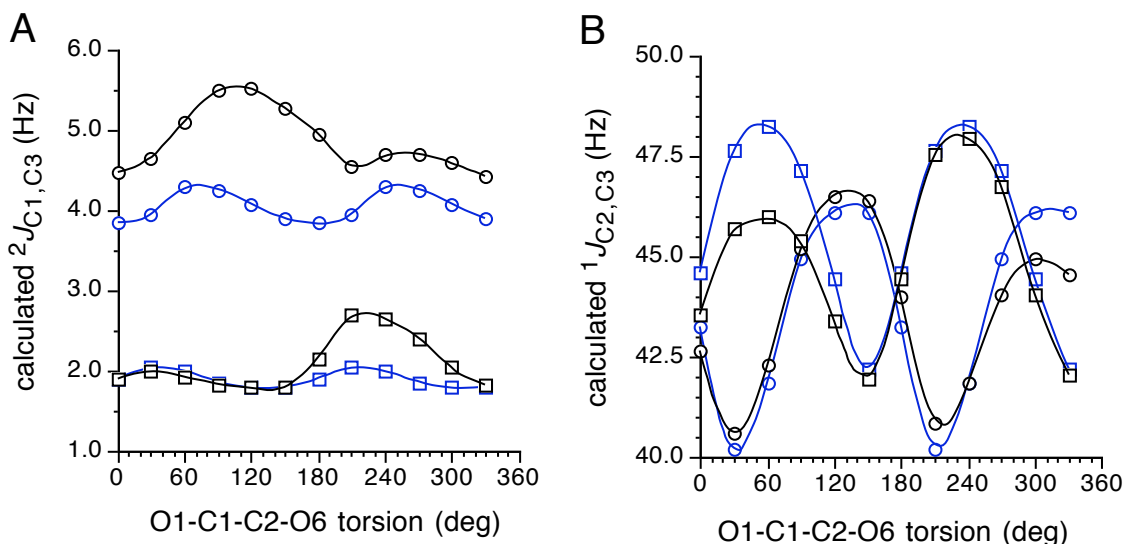 A
6.0
5.0
4.0
3.0
2.0
1.0
calculated ²J C1,C3 (Hz)
0 60 120 180 240 300 360
O1-C1-C2-O6 torsion (deg)
B
50.0
47.5
45.0
42.5
40.0
calculated ¹J C2,C3 (Hz)
0 60 120 180 240 300 360
O1-C1-C2-O6 torsion (deg)